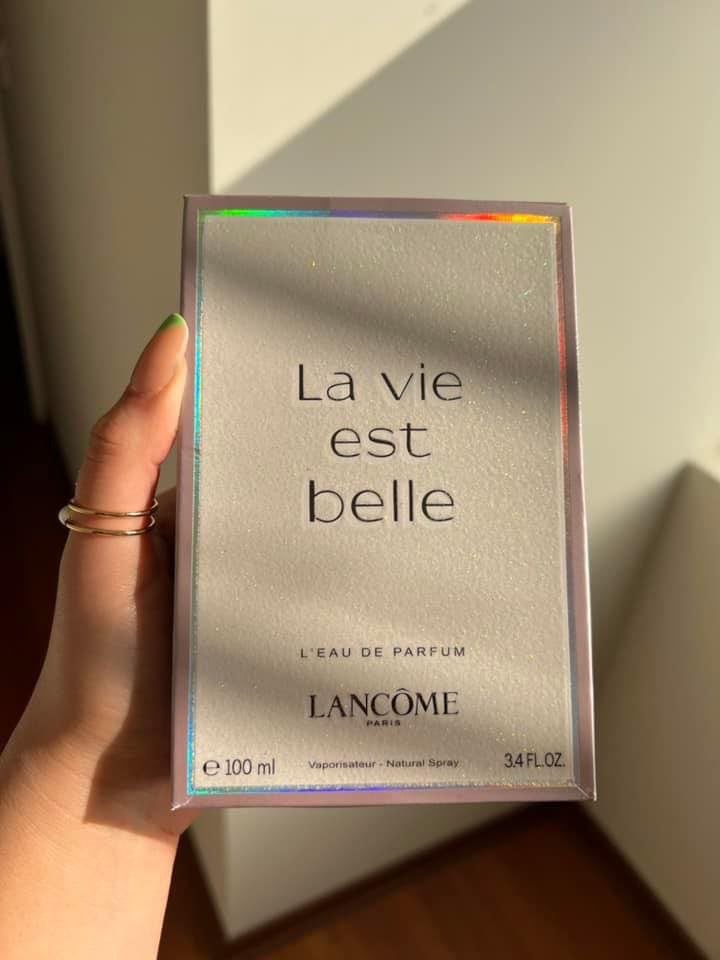 La vie
est
belle
L'EAU DE PARFUM
LANCÔME
PARIS
℮ 100 ml Vaporisateur - Natural Spray 3.4 FL.OZ.